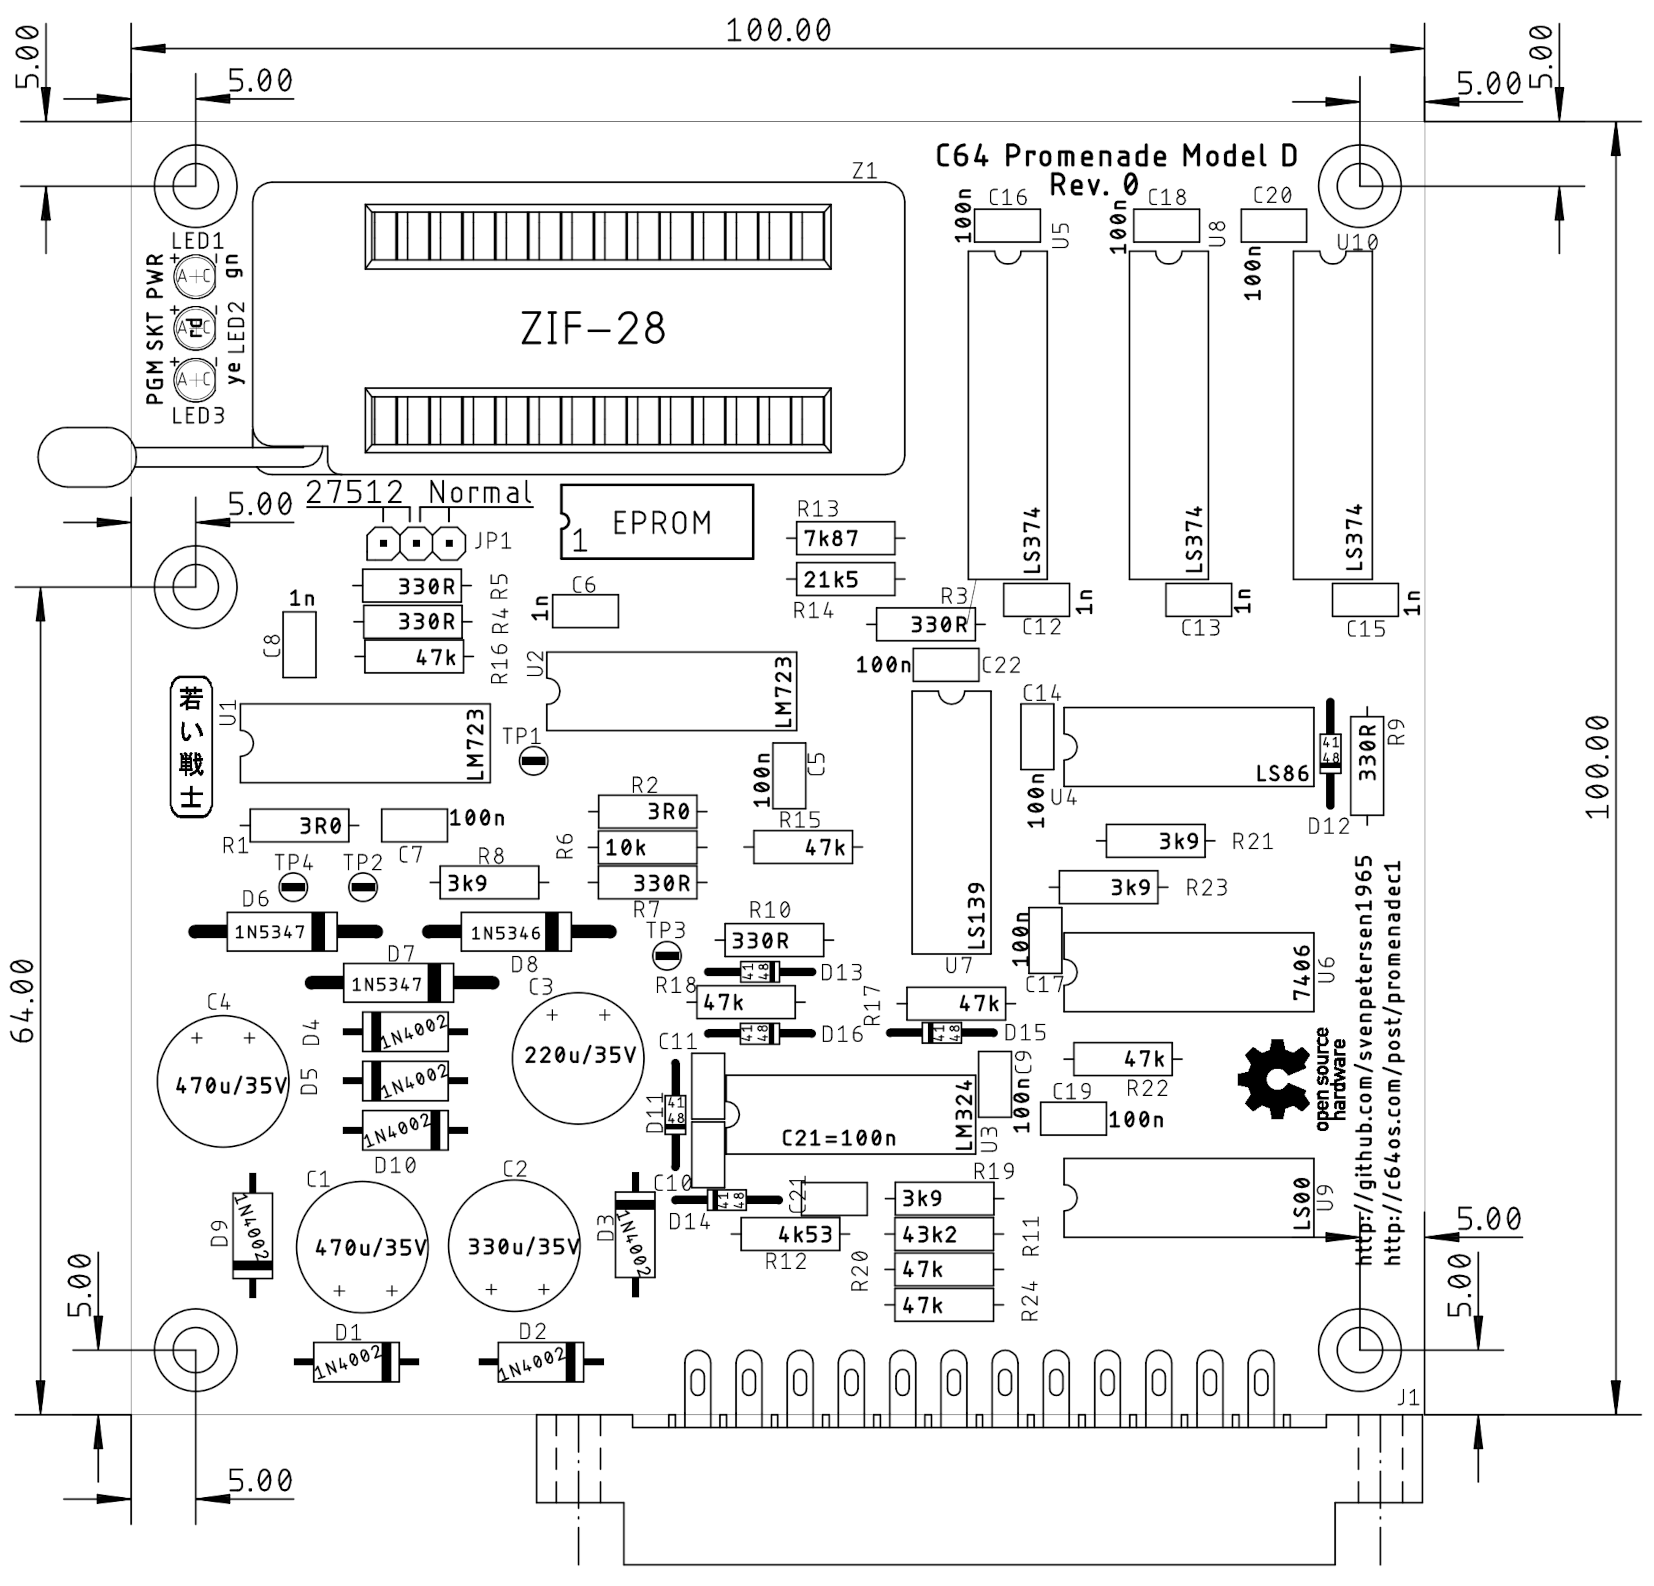 100.00
5.00
5.00
5.00
5.00
C64 Promenade Model D
Rev. 0
Z1
C16
100n
U5
C18
100n
U8
C20
100n
U10
LED1
PWR
+ -
A+C
gn
SKT
+ -
A+C
rd
LED2
PGM
+ -
A+C
ye
LED3
ZIF-28
LS374
LS374
LS374
5.00
27512 Normal
JP1
EPROM
1
R13
7k87
21k5
R14
330R
R5
330R
R4
47k
R16
C6
1n
1n
C8
R3
330R
C12
1n
C13
1n
C15
1n
100n
C22
U2
LM723
U1
LM723
若
い
戦
士
TP1
C5
100n
C14
100n
U4
LS86
41
48
D12
330R
R9
100.00
R1
3R0
C7
100n
R2
3R0
R6
10k
330R
R7
R15
47k
R8
3k9
TP4
TP2
TP3
3k9
R21
3k9
R23
LS139
U7
D6
1N5347
1N5346
D8
D7
1N5347
R10
330R
41
48
D13
R18
47k
41
48
D16
R17
47k
41
48
D15
100n
C17
7406
U6
64.00
C4
470u/35V
C3
220u/35V
D4
1N4002
D5
1N4002
1N4002
D10
C11
D11
41
48
C10
LM324
C21=100n
U3
C9
100n
47k
R22
C19
100n
open source
hardware
http://github.com/svenpetersen1965
http://c64os.com/post/promenadec1
LS00
U9
41
48
D14
C21
4k53
R12
R19
3k9
43k2
R11
R20
47k
47k
R24
D9
1N4002
C1
470u/35V
C2
330u/35V
D3
1N4002
D1
1N4002
D2
1N4002
5.00
5.00
5.00
J1
5.00